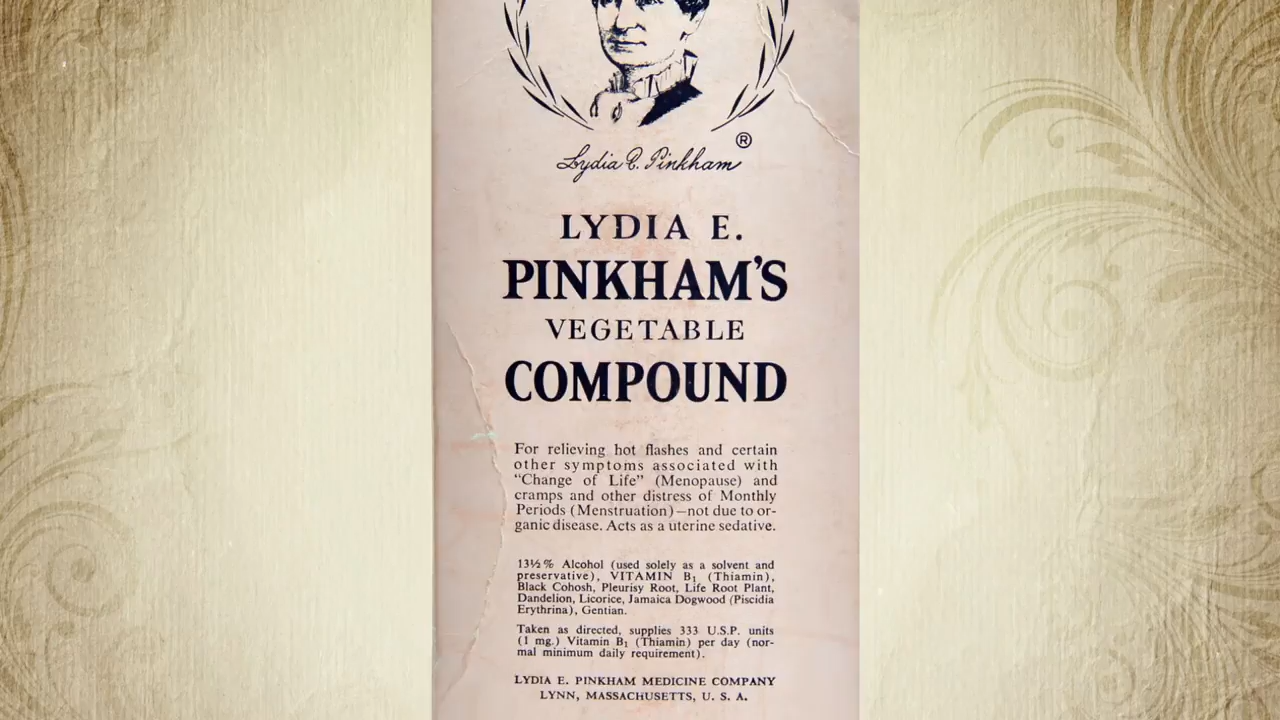 Lydia E. Pinkham ®
LYDIA E.
PINKHAM'S
VEGETABLE
COMPOUND
For relieving hot flashes and certain
other symptoms associated with
“Change of Life” (Menopause) and
cramps and other distress of Monthly
Periods (Menstruation)—not due to or-
ganic disease. Acts as a uterine sedative.
13½% Alcohol (used solely as a solvent and
preservative), VITAMIN B₁ (Thiamin),
Black Cohosh, Pleurisy Root, Life Root Plant,
Dandelion, Licorice, Jamaica Dogwood (Piscidia
Erythrina), Gentian.
Taken as directed, supplies 333 U.S.P. units
(1 mg.) Vitamin B₁ (Thiamin) per day (nor-
mal minimum daily requirement).
LYDIA E. PINKHAM MEDICINE COMPANY
LYNN, MASSACHUSETTS, U. S. A.